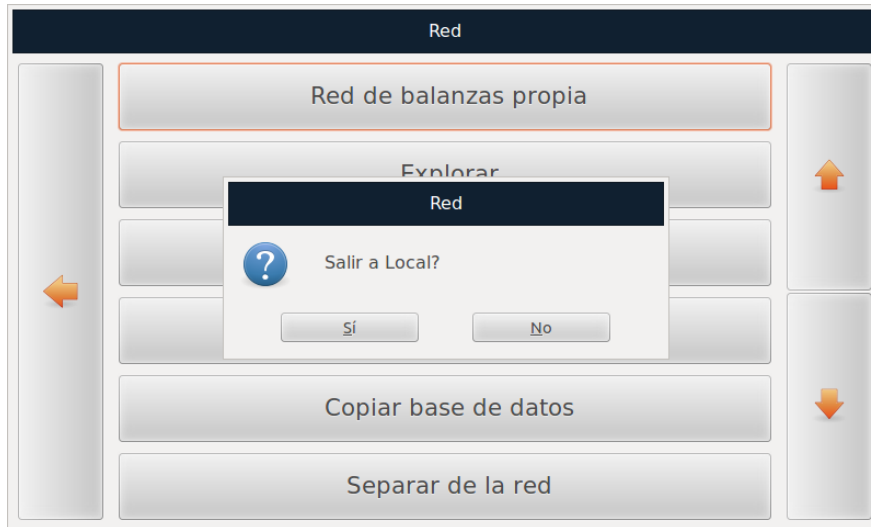 Red
Red de balanzas propia
Explorar
Red
Salir a Local?
Sí
No
Copiar base de datos
Separar de la red